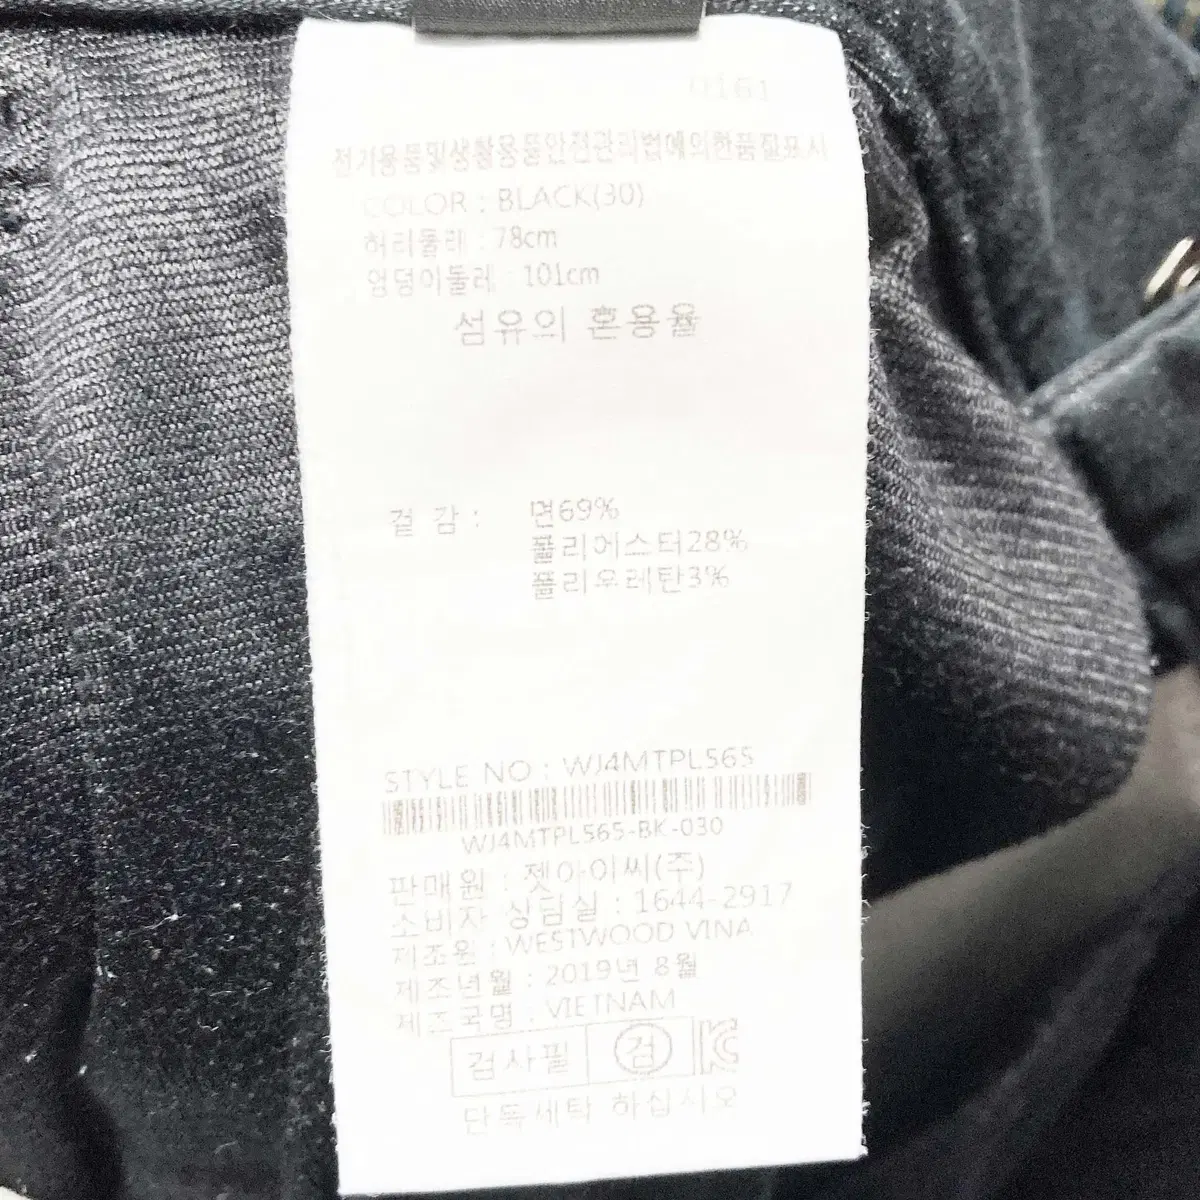 0161
전기용품및생활용품안전관리법에의한품질표시
COLOR : BLACK(30)
허리둘레 : 78cm
엉덩이둘레 : 101cm
섬유의 혼용율
겉 감 : 면69%
폴리에스터28%
폴리우레탄3%
STYLE NO : WJ4MTPL565
WJ4MTPL565-BK-030
판매원 : 젯아이씨(주)
소비자 상담실 : 1644-2917
제조원 : WESTWOOD VINA
제조년월 : 2019년 8월
제조국명 : VIETNAM
검사필 검 KC
단독세탁 하십시오